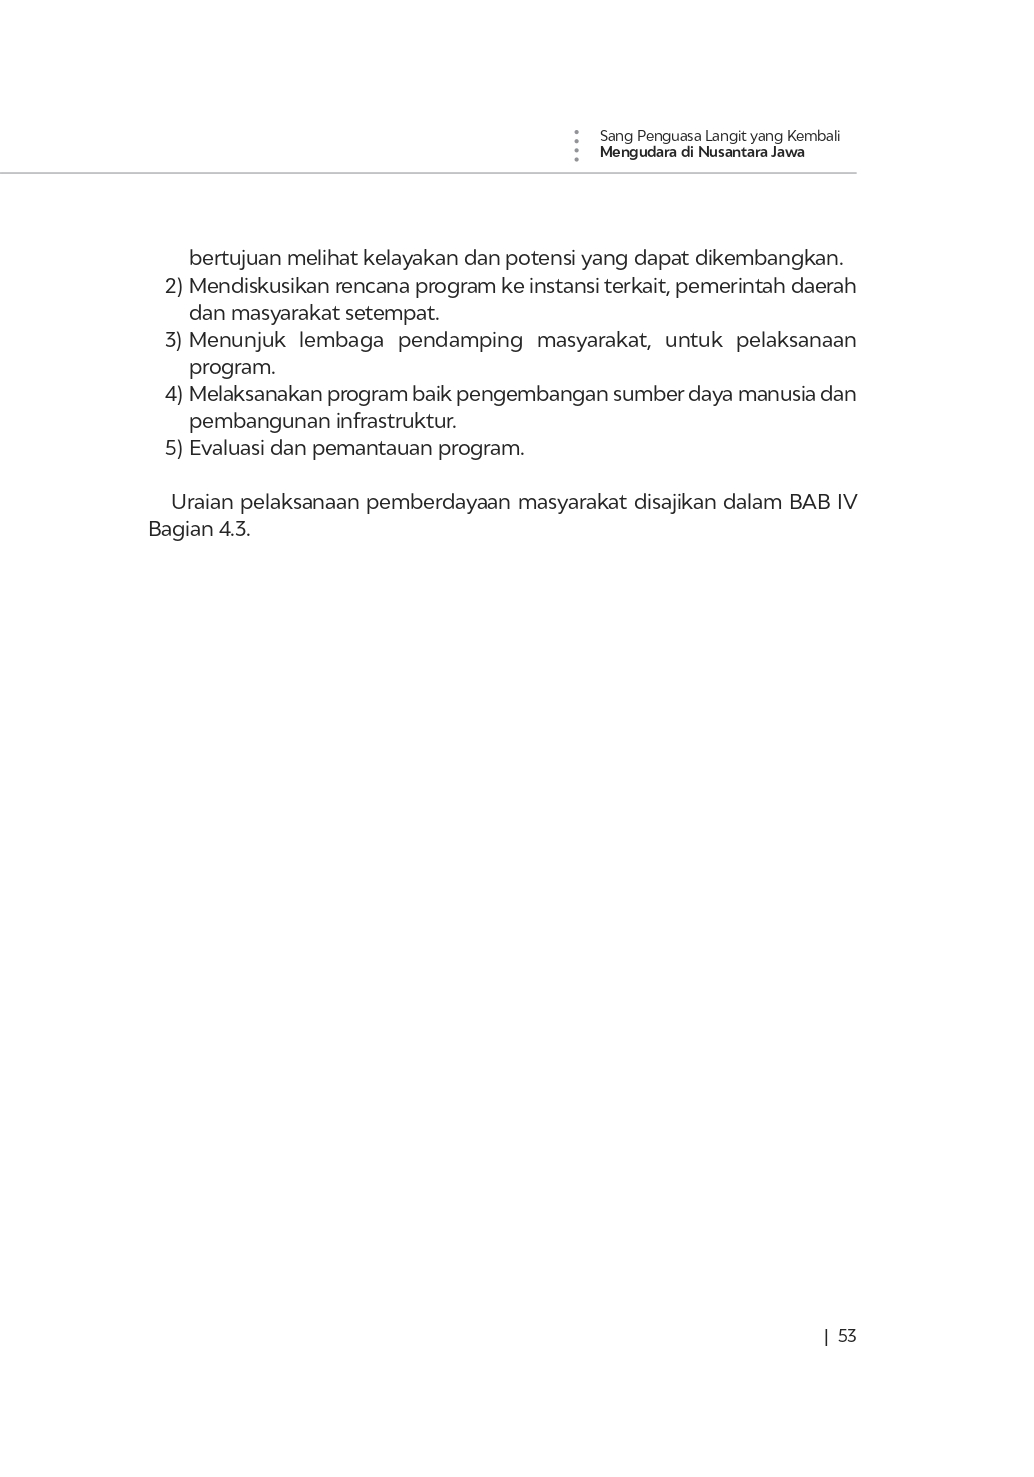 Sang Penguasa Langit yang Kembali
Mengudara di Nusantara Jawa
bertujuan melihat kelayakan dan potensi yang dapat dikembangkan.
2) Mendiskusikan rencana program ke instansi terkait, pemerintah daerah
dan masyarakat setempat.
3) Menunjuk lembaga pendamping masyarakat, untuk pelaksanaan
program.
4) Melaksanakan program baik pengembangan sumber daya manusia dan
pembangunan infrastruktur.
5) Evaluasi dan pemantauan program.
Uraian pelaksanaan pemberdayaan masyarakat disajikan dalam BAB IV
Bagian 4.3.
| 53